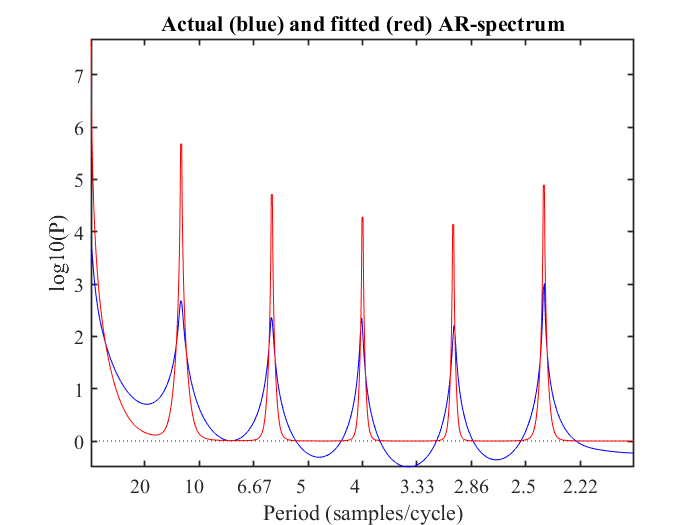 Actual (blue) and fitted (red) AR-spectrum
7
6
5
4
3
2
1
0
log10(P)
20 10 6.67 5 4 3.33 2.86 2.5 2.22
Period (samples/cycle)